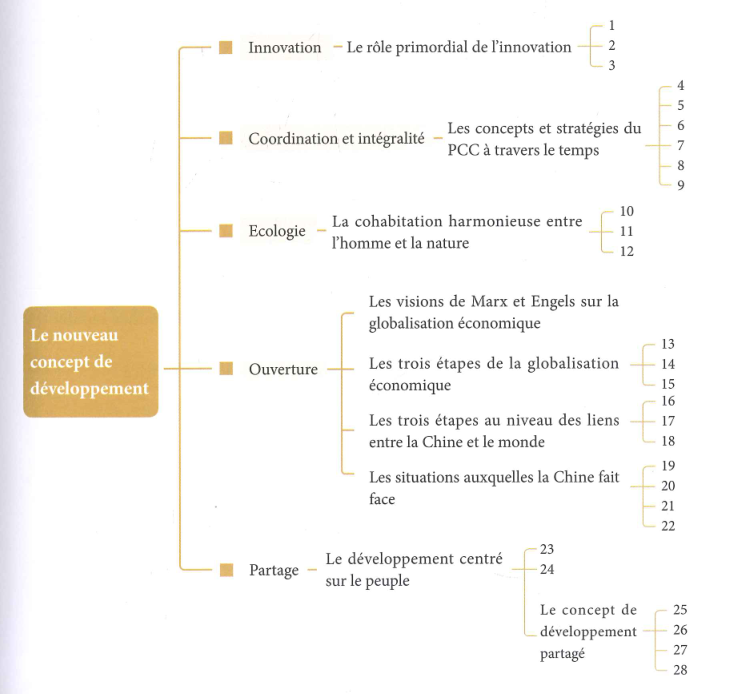 Le nouveau
concept de
développement
Innovation
Le rôle primordial de l'innovation
1
2
3
Coordination et intégralité
Les concepts et stratégies du
PCC à travers le temps
4
5
6
7
8
9
Ecologie
La cohabitation harmonieuse entre
l'homme et la nature
10
11
12
Ouverture
Les visions de Marx et Engels sur la
globalisation économique
Les trois étapes de la globalisation
économique
13
14
15
Les trois étapes au niveau des liens
entre la Chine et le monde
16
17
18
Les situations auxquelles la Chine fait
face
19
20
21
22
Partage
Le développement centré
sur le peuple
23
24
Le concept de
développement
partagé
25
26
27
28